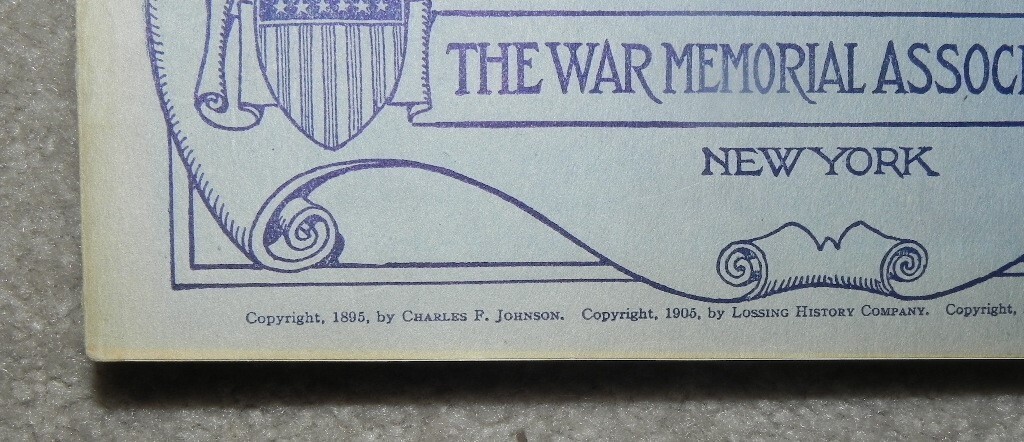 THE WAR MEMORIAL ASSOC
NEW YORK
Copyright, 1895, by CHARLES F. JOHNSON. Copyright, 1905, by LOSSING HISTORY COMPANY. Copyright,